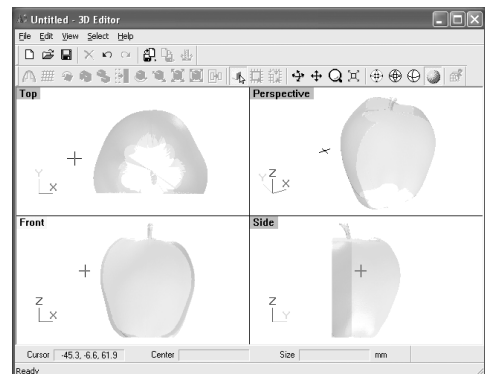 Untitled - 3D Editor
File Edit View Select Help
Top
Perspective
Y
X
Z
Y X
Front
Side
Z
X
Z
Y
Cursor -45.3, -6.6, 61.9 Center Size mm
Ready